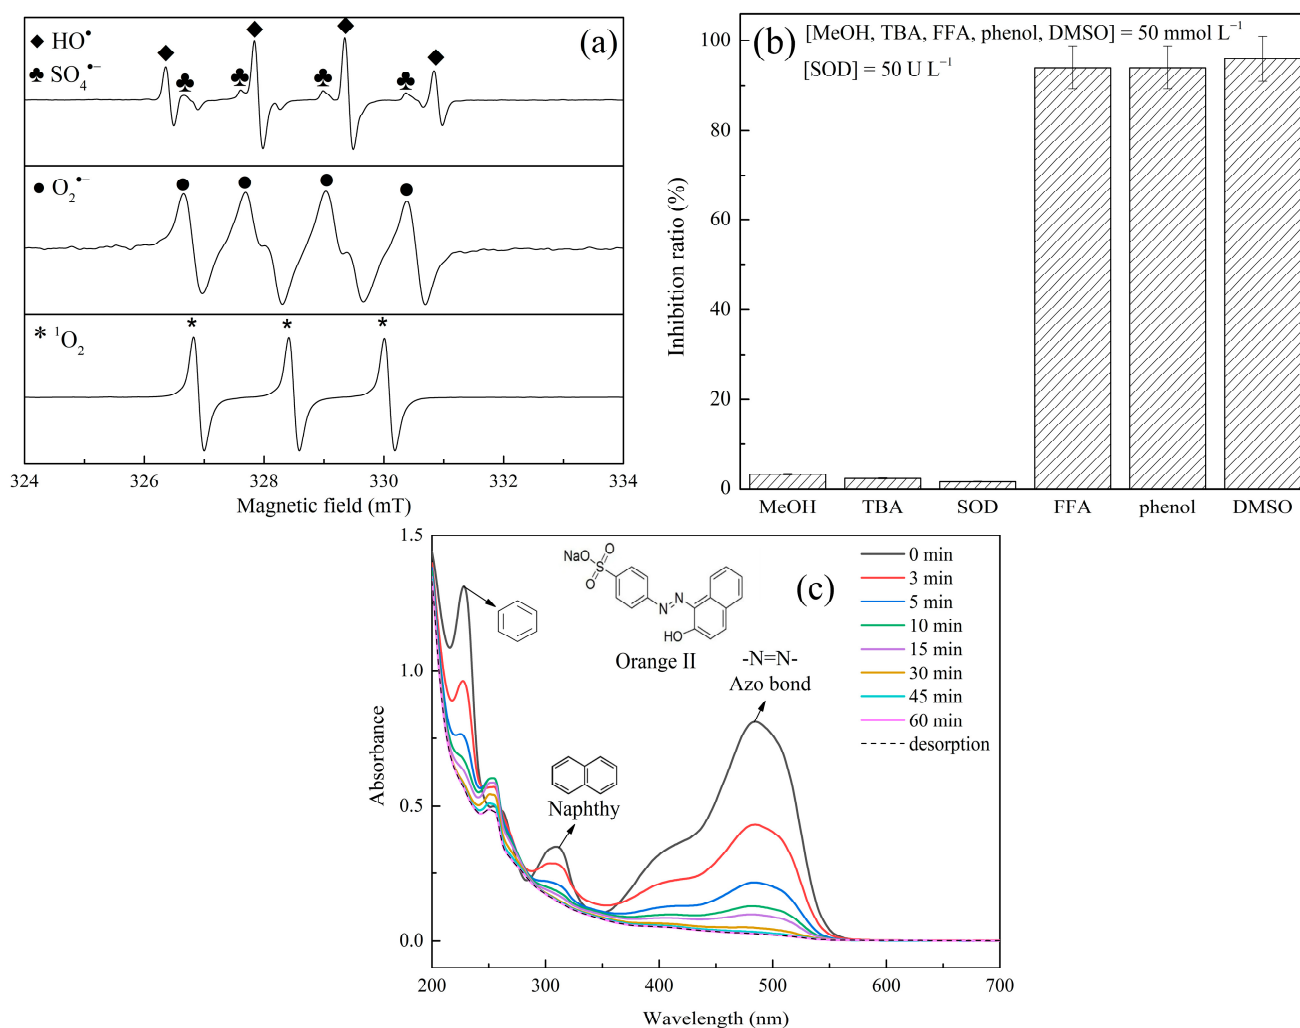 ◆ HO•
♣ SO₄•−
(a)
● O₂•−
* ¹O₂
324 326 328 330 332 334
Magnetic field (mT)
(b)
[MeOH, TBA, FFA, phenol, DMSO] = 50 mmol L⁻¹
[SOD] = 50 U L⁻¹
100
80
60
40
20
0
Inhibition ratio (%)
MeOH TBA SOD FFA phenol DMSO
(c)
1.5
1.0
0.5
0.0
Absorbance
NaO
O
S
O
N
N
HO
Orange II
-N=N-
Azo bond
Naphthy
0 min
3 min
5 min
10 min
15 min
30 min
45 min
60 min
desorption
200 300 400 500 600 700
Wavelength (nm)